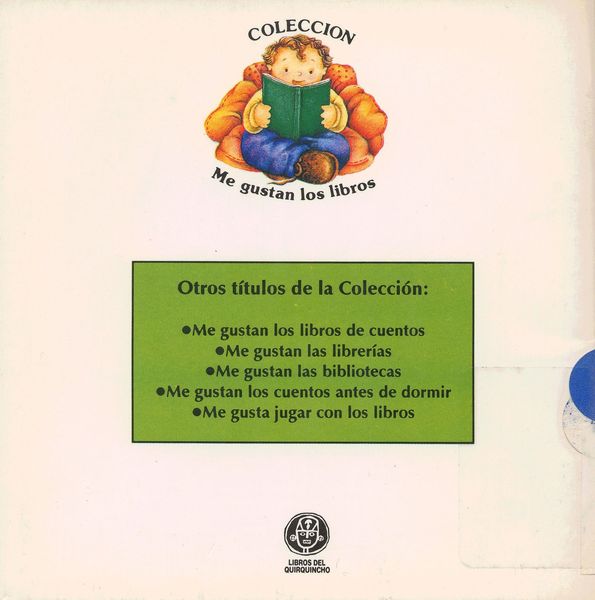 COLECCION
Me gustan los libros
Otros títulos de la Colección:
●Me gustan los libros de cuentos
●Me gustan las librerías
●Me gustan las bibliotecas
●Me gustan los cuentos antes de dormir
●Me gusta jugar con los libros
LIBROS DEL
QUIRQUINCHO